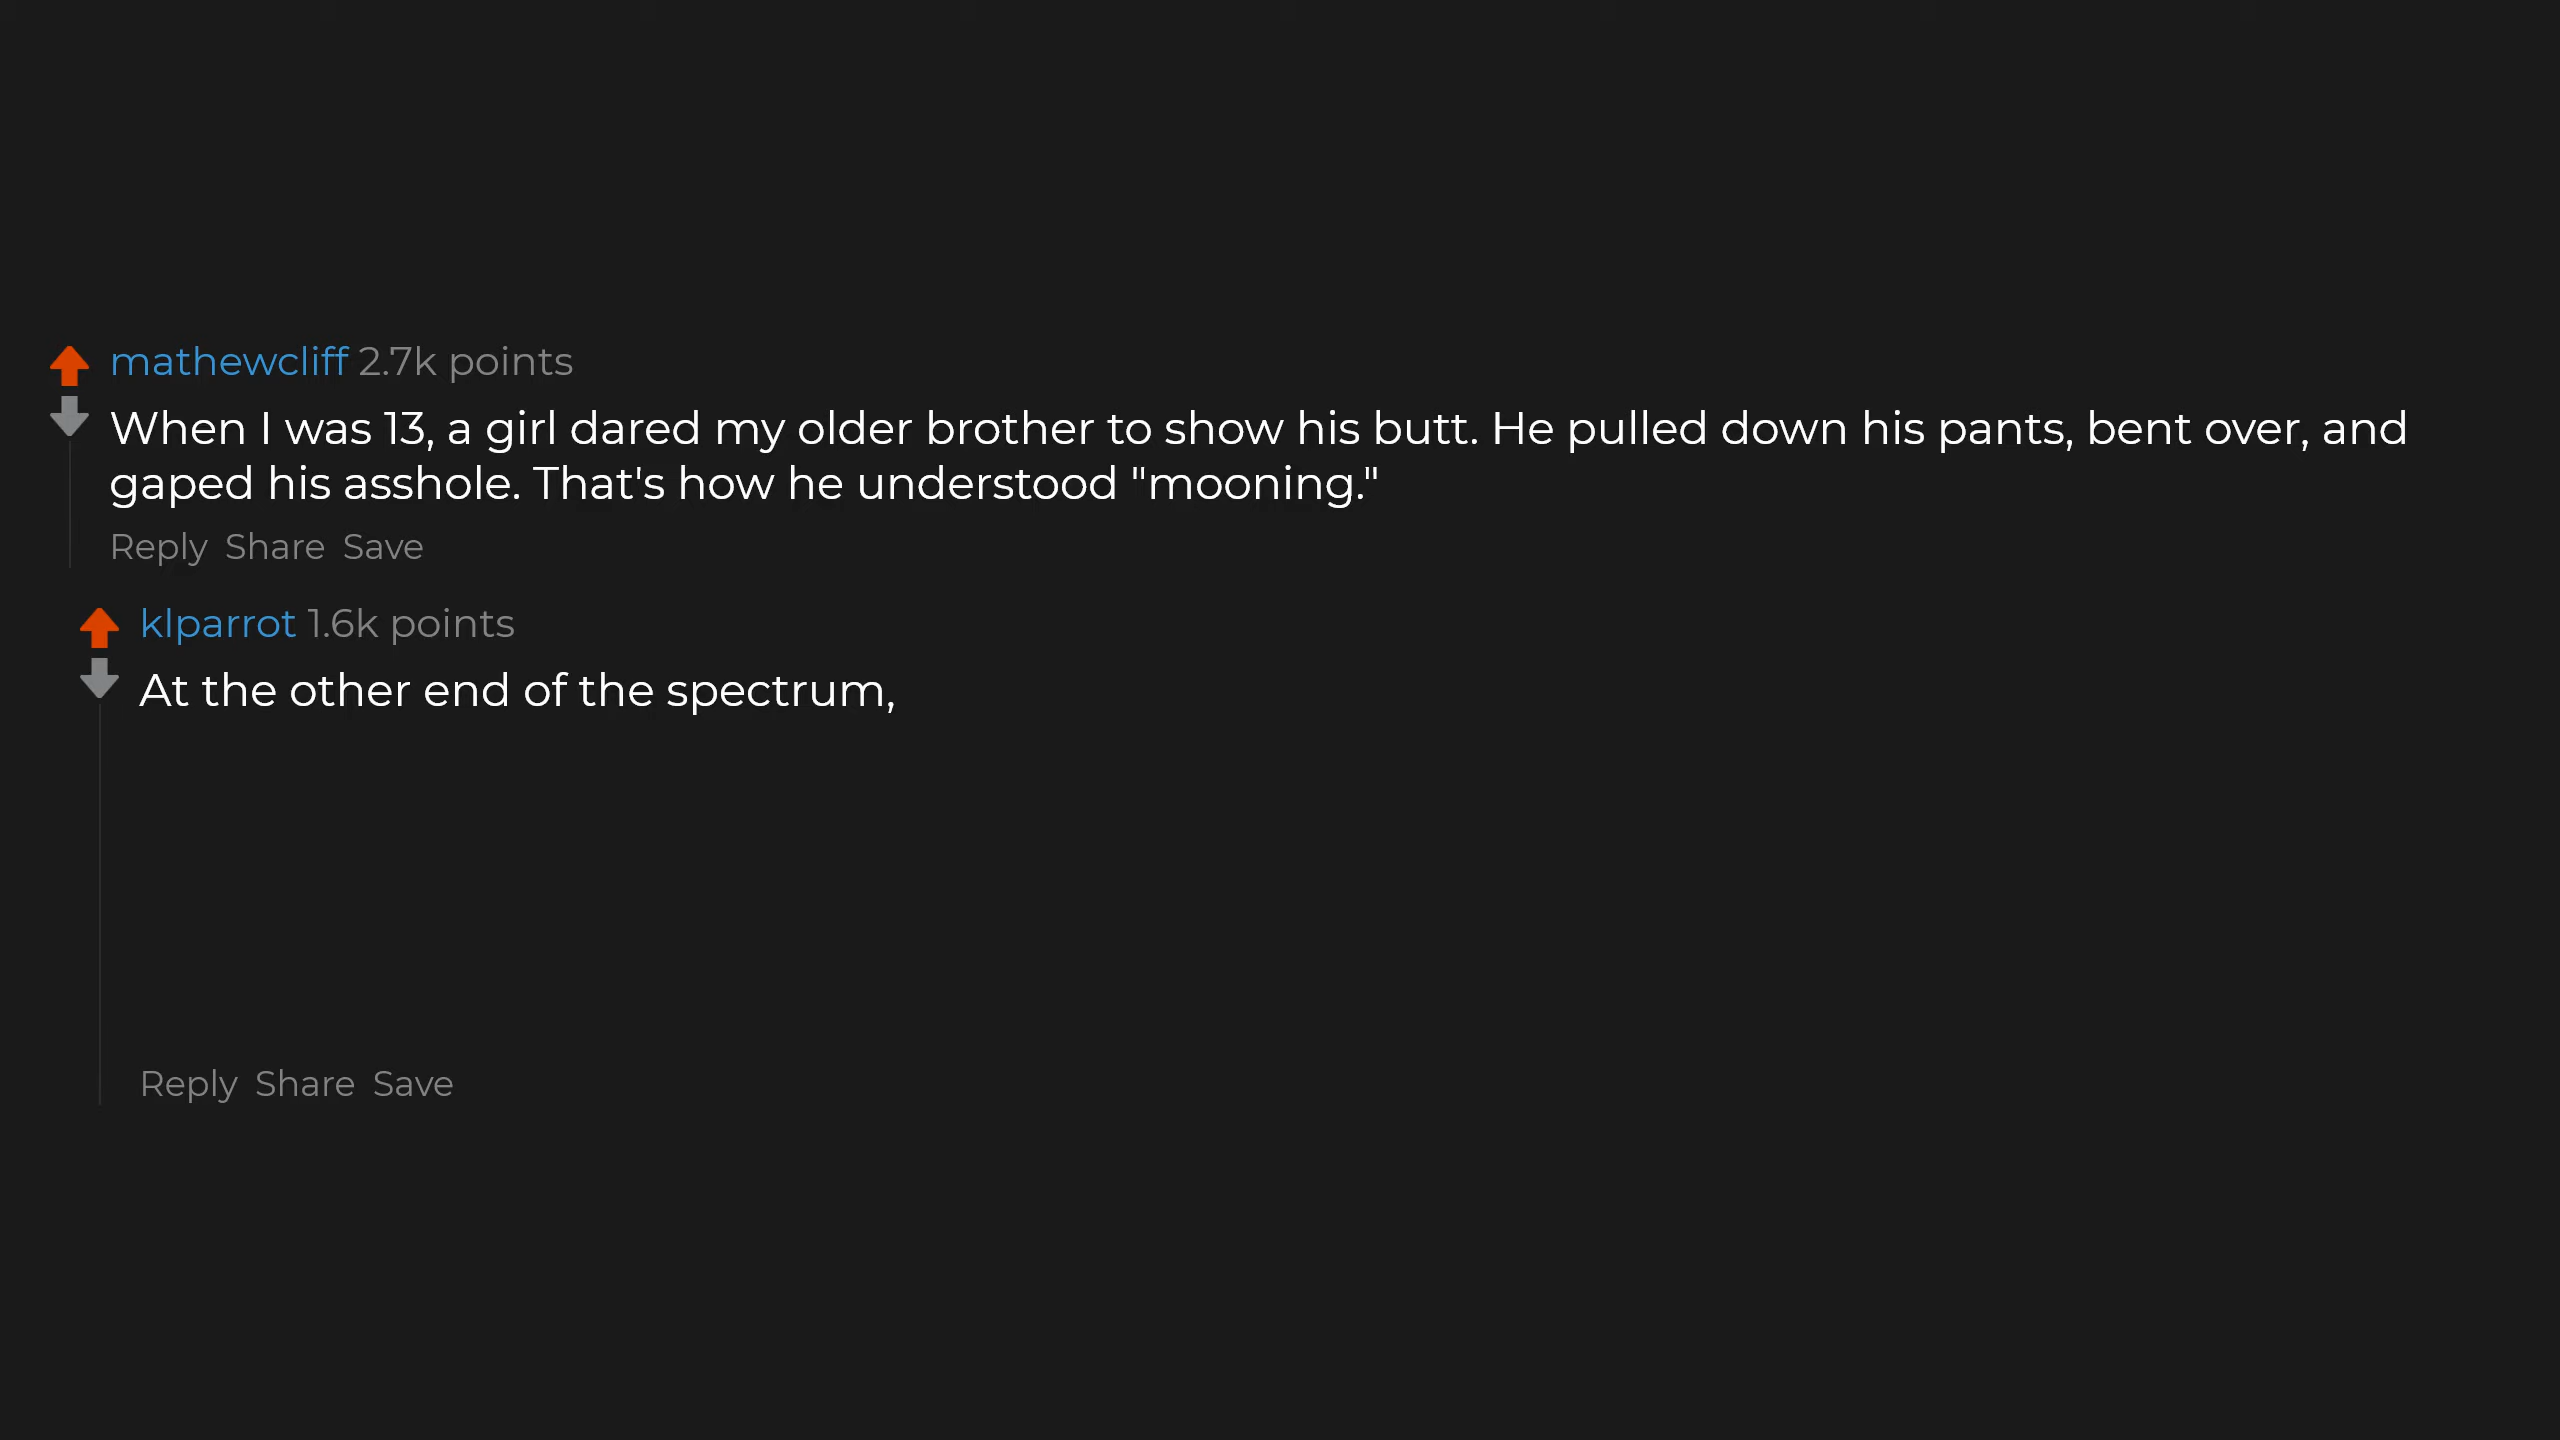 mathewcliff 2.7k points
When I was 13, a girl dared my older brother to show his butt. He pulled down his pants, bent over, and
gaped his asshole. That's how he understood "mooning."
Reply Share Save
klparrot 1.6k points
At the other end of the spectrum,
Reply Share Save